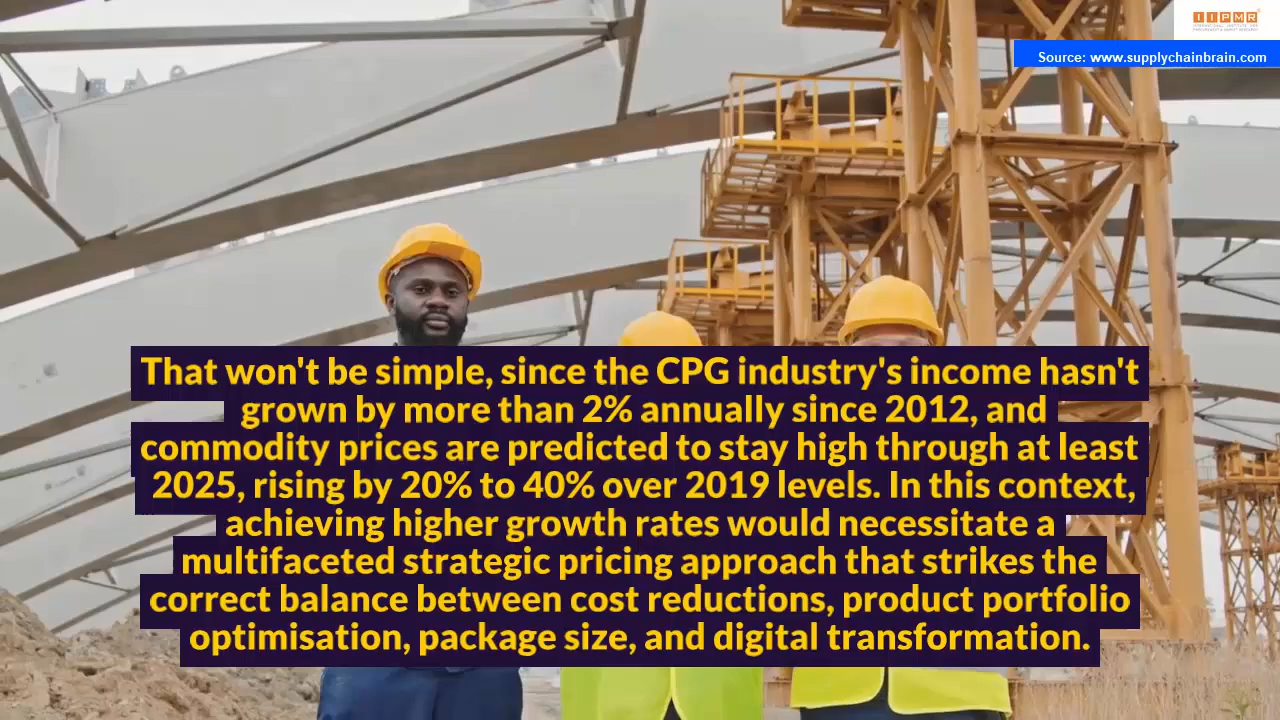 IIPMR
Source: www.supplychainbrain.com
That won't be simple, since the CPG industry's income hasn't
grown by more than 2% annually since 2012, and
commodity prices are predicted to stay high through at least
2025, rising by 20% to 40% over 2019 levels. In this context,
achieving higher growth rates would necessitate a
multifaceted strategic pricing approach that strikes the
correct balance between cost reductions, product portfolio
optimisation, package size, and digital transformation.